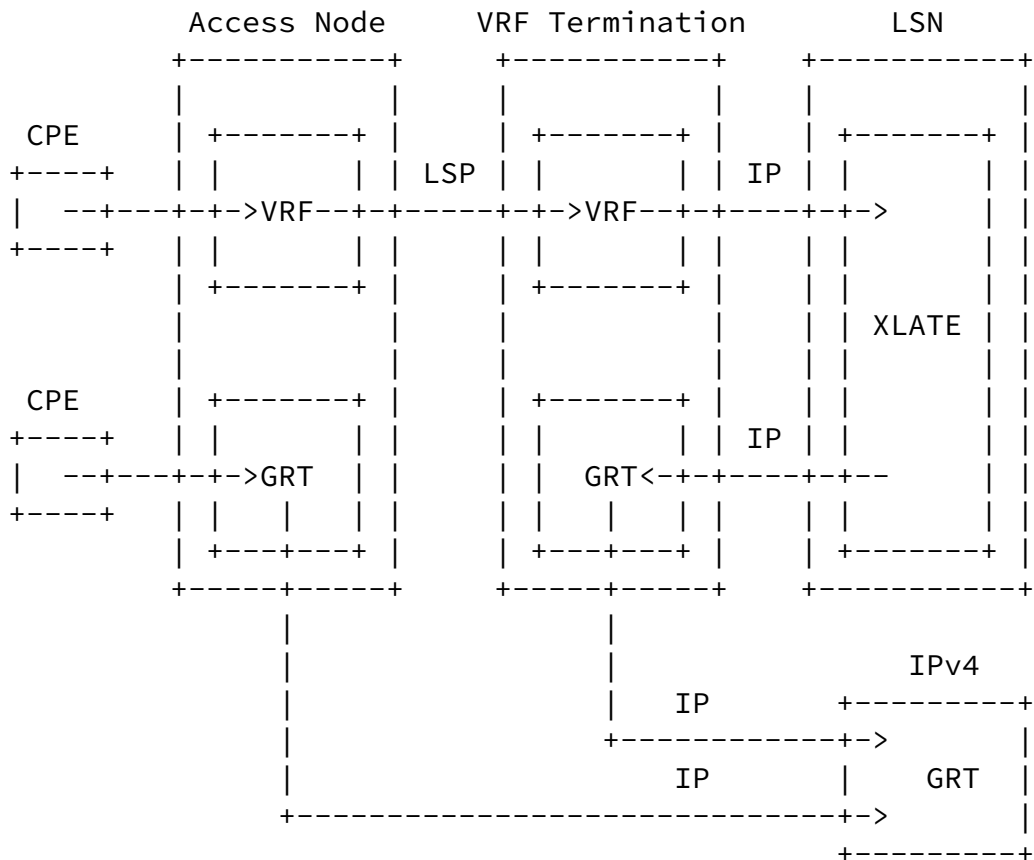 Access Node VRF Termination LSN
CPE
LSP IP
VRF VRF
XLATE
CPE
IP
GRT GRT
IPv4
IP
IP GRT